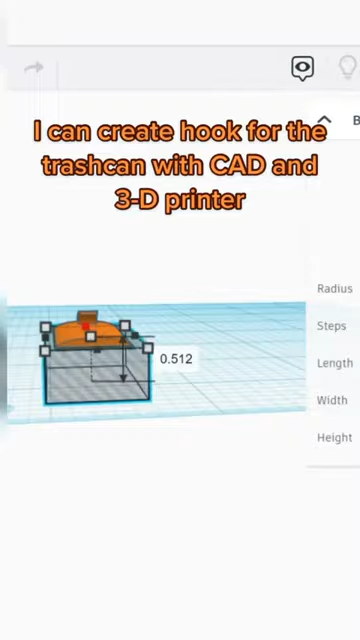 I can create hook for the
trashcan with CAD and
3-D printer
B
Radius
Steps
0.512
Length
Width
Height